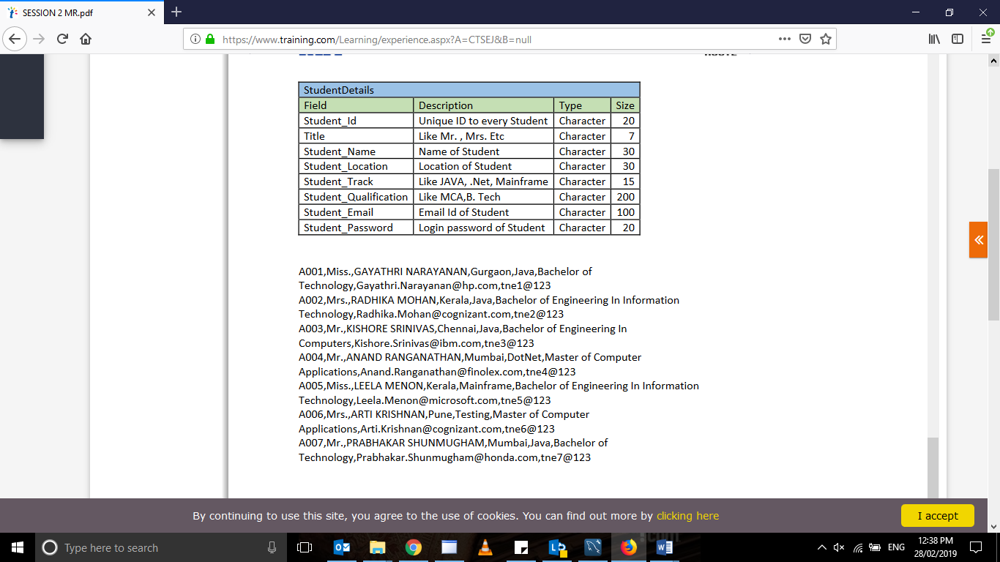 SESSION 2 MR.pdf
https://www.training.com/Learning/experience.aspx?A=CTSEJ&B=null
StudentDetails
Field Description Type Size
Student_Id Unique ID to every Student Character 20
Title Like Mr. , Mrs. Etc Character 7
Student_Name Name of Student Character 30
Student_Location Location of Student Character 30
Student_Track Like JAVA, .Net, Mainframe Character 15
Student_Qualification Like MCA,B. Tech Character 200
Student_Email Email Id of Student Character 100
Student_Password Login password of Student Character 20
A001,Miss.,GAYATHRI NARAYANAN,Gurgaon,Java,Bachelor of
Technology,Gayathri.Narayanan@hp.com,tne1@123
A002,Mrs.,RADHIKA MOHAN,Kerala,Java,Bachelor of Engineering In Information
Technology,Radhika.Mohan@cognizant.com,tne2@123
A003,Mr.,KISHORE SRINIVAS,Chennai,Java,Bachelor of Engineering In
Computers,Kishore.Srinivas@ibm.com,tne3@123
A004,Mr.,ANAND RANGANATHAN,Mumbai,DotNet,Master of Computer
Applications,Anand.Ranganathan@finolex.com,tne4@123
A005,Miss.,LEELA MENON,Kerala,Mainframe,Bachelor of Engineering In Information
Technology,Leela.Menon@microsoft.com,tne5@123
A006,Mrs.,ARTI KRISHNAN,Pune,Testing,Master of Computer
Applications,Arti.Krishnan@cognizant.com,tne6@123
A007,Mr.,PRABHAKAR SHUNMUGHAM,Mumbai,Java,Bachelor of
Technology,Prabhakar.Shunmugham@honda.com,tne7@123
By continuing to use this site, you agree to the use of cookies. You can find out more by clicking here
I accept
Type here to search
ENG
12:38 PM
28/02/2019